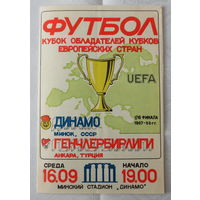 ФУТБОЛ
КУБОК ОБЛАДАТЕЛЕЙ КУБКОВ
ЕВРОПЕЙСКИХ СТРАН
UEFA
1/16 ФИНАЛА
1987-88 гг.
ДИНАМО
МИНСК, СССР
ГЕНЧЛЕРБИРЛИГИ
АНКАРА, ТУРЦИЯ
СРЕДА НАЧАЛО
16.09 19.00
МИНСКИЙ СТАДИОН „ДИНАМО"